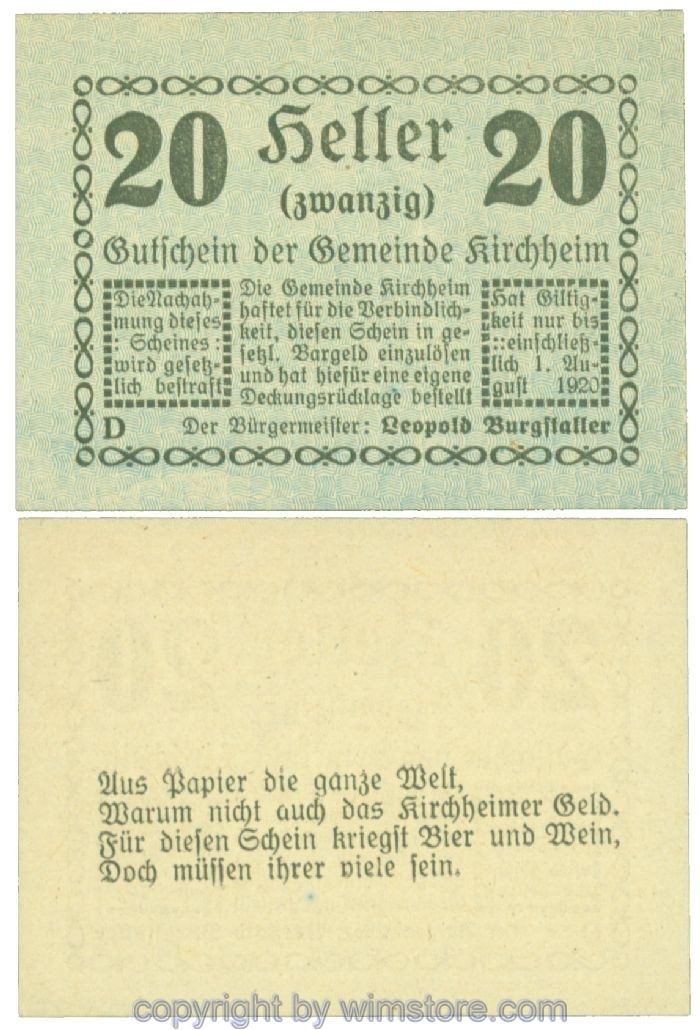 20 Heller 20
(zwanzig)
Gutschein der Gemeinde Kirchheim
Die Nachah-
mung dieses
: Scheines :
wird gesetz-
lich bestraft
Die Gemeinde Kirchheim
haftet für die Verbindlich-
keit, diesen Schein in ge-
setzl. Bargeld einzulösen
und hat hiefür eine eigene
Deckungsrücklage bestellt
Hat Giltig-
keit nur bis
::einschließ-
lich 1. Au-
gust 1920
D Der Bürgermeister: Leopold Burgstaller
Aus Papier die ganze Welt,
Warum nicht auch das Kirchheimer Geld.
Für diesen Schein kriegst Bier und Wein,
Doch müssen ihrer viele sein.
copyright by wimstore.com